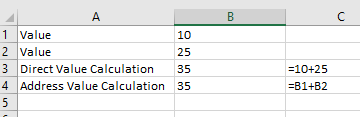 A B C
1 Value 10
2 Value 25
3 Direct Value Calculation 35 =10+25
4 Address Value Calculation 35 =B1+B2
5